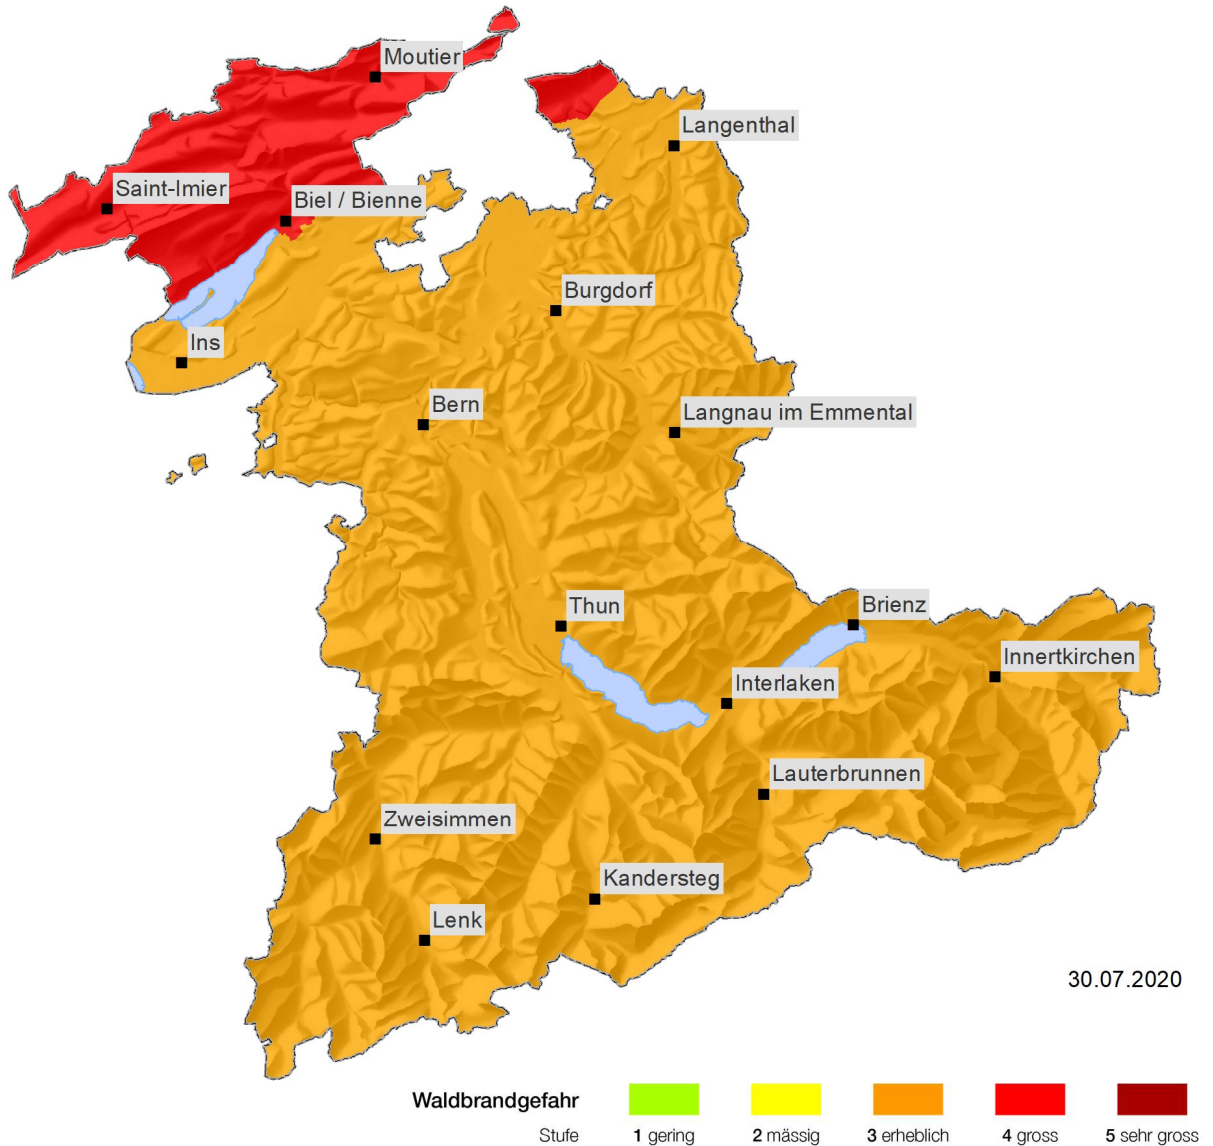 Moutier
Langenthal
Saint-Imier
Biel / Bienne
Burgdorf
Ins
Bern
Langnau im Emmental
Thun
Brienz
Innertkirchen
Interlaken
Lauterbrunnen
Zweisimmen
Kandersteg
Lenk
30.07.2020
Waldbrandgefahr
Stufe 1 gering 2 mässig 3 erheblich 4 gross 5 sehr gross